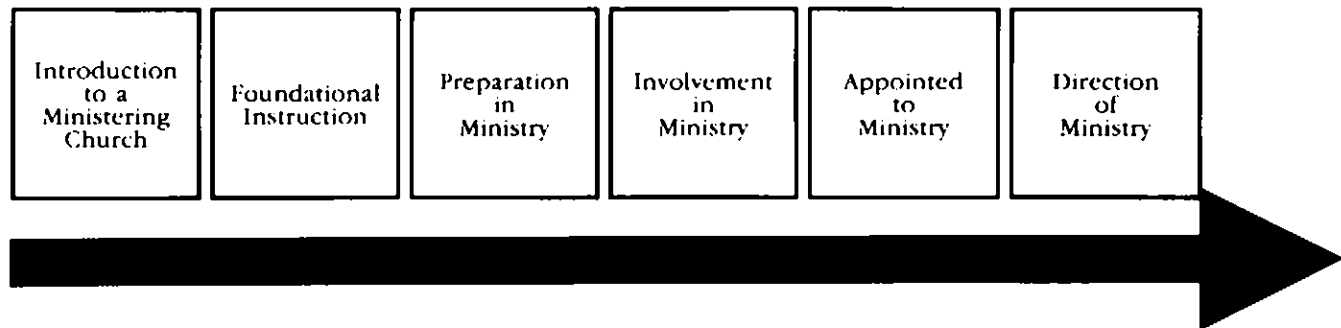 Introduction
to a
Ministering
Church
Foundational
Instruction
Preparation
in
Ministry
Involvement
in
Ministry
Appointed
to
Ministry
Direction
of
Ministry